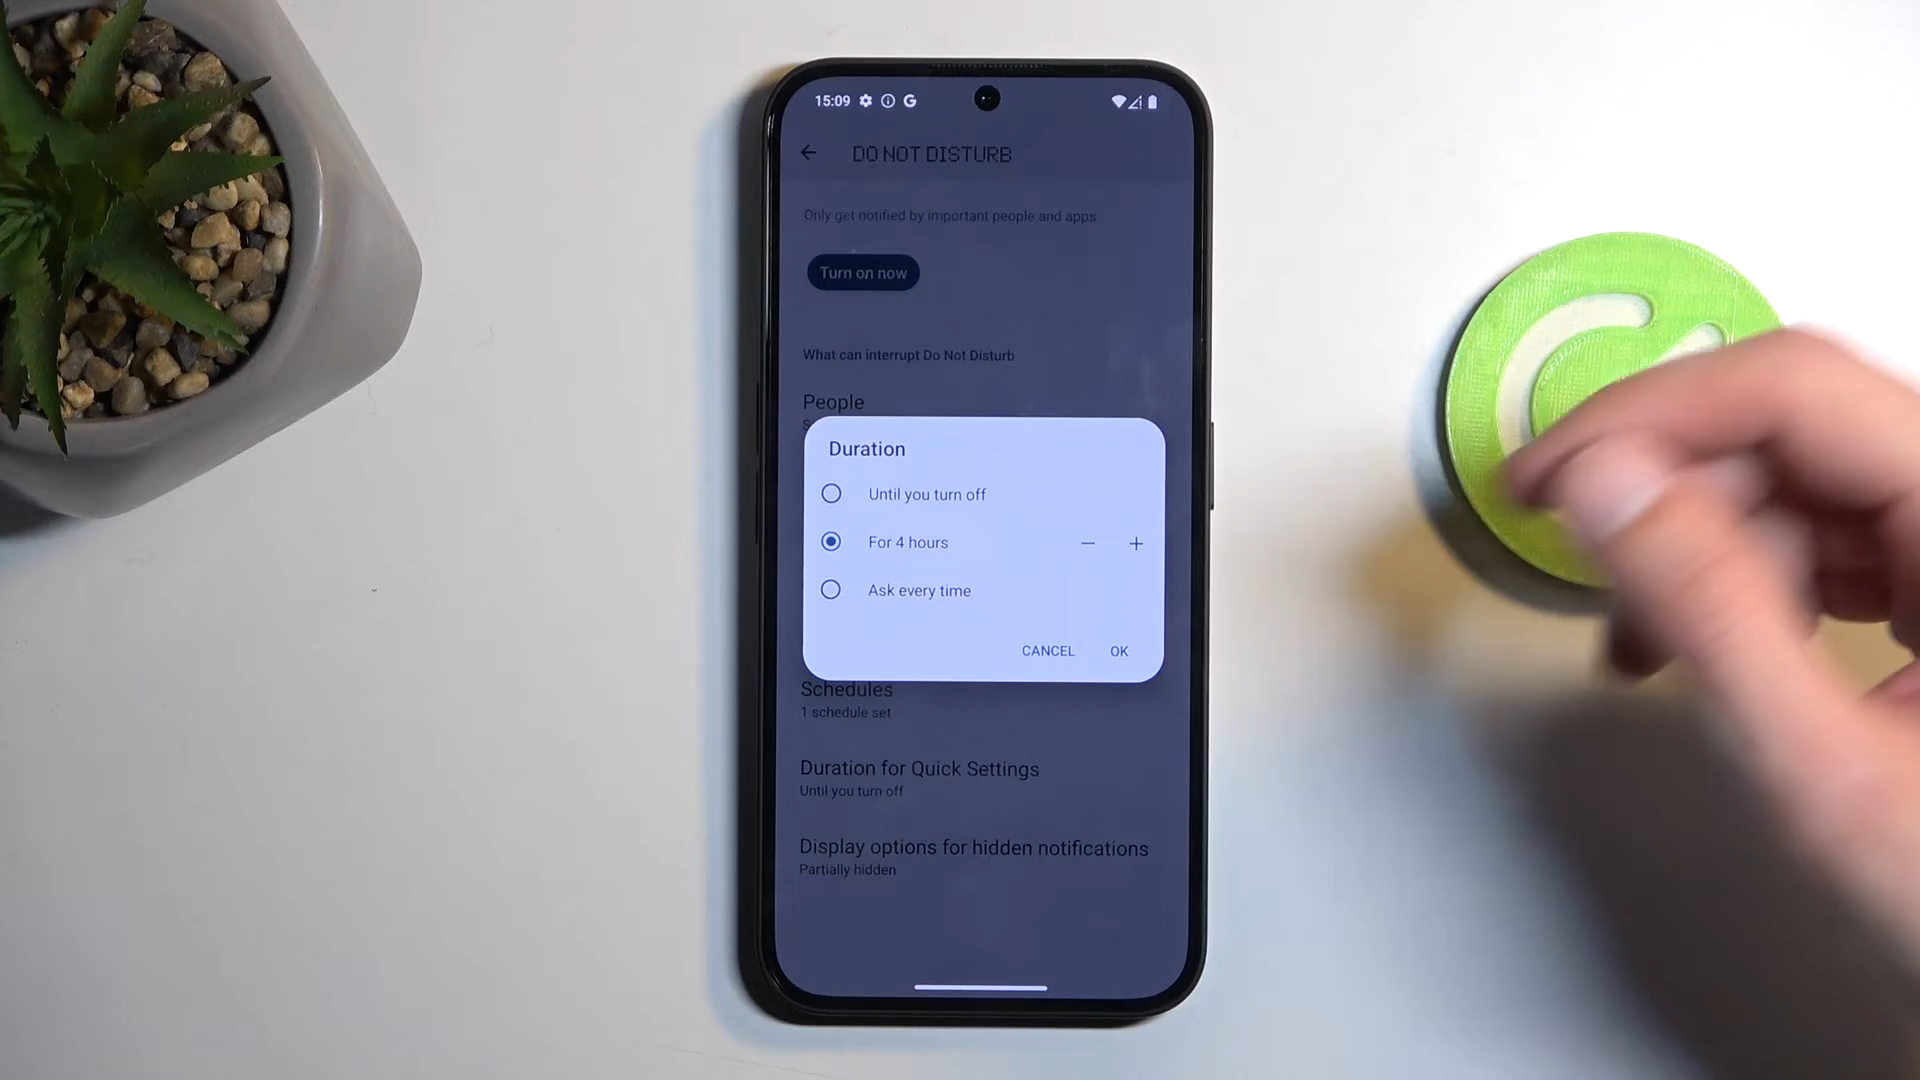 15:09
DO NOT DISTURB
Only get notified by important people and apps
Turn on now
What can interrupt Do Not Disturb
People
Duration
Until you turn off
For 4 hours
Ask every time
CANCEL OK
Schedules
1 schedule set
Duration for Quick Settings
Until you turn off
Display options for hidden notifications
Partially hidden